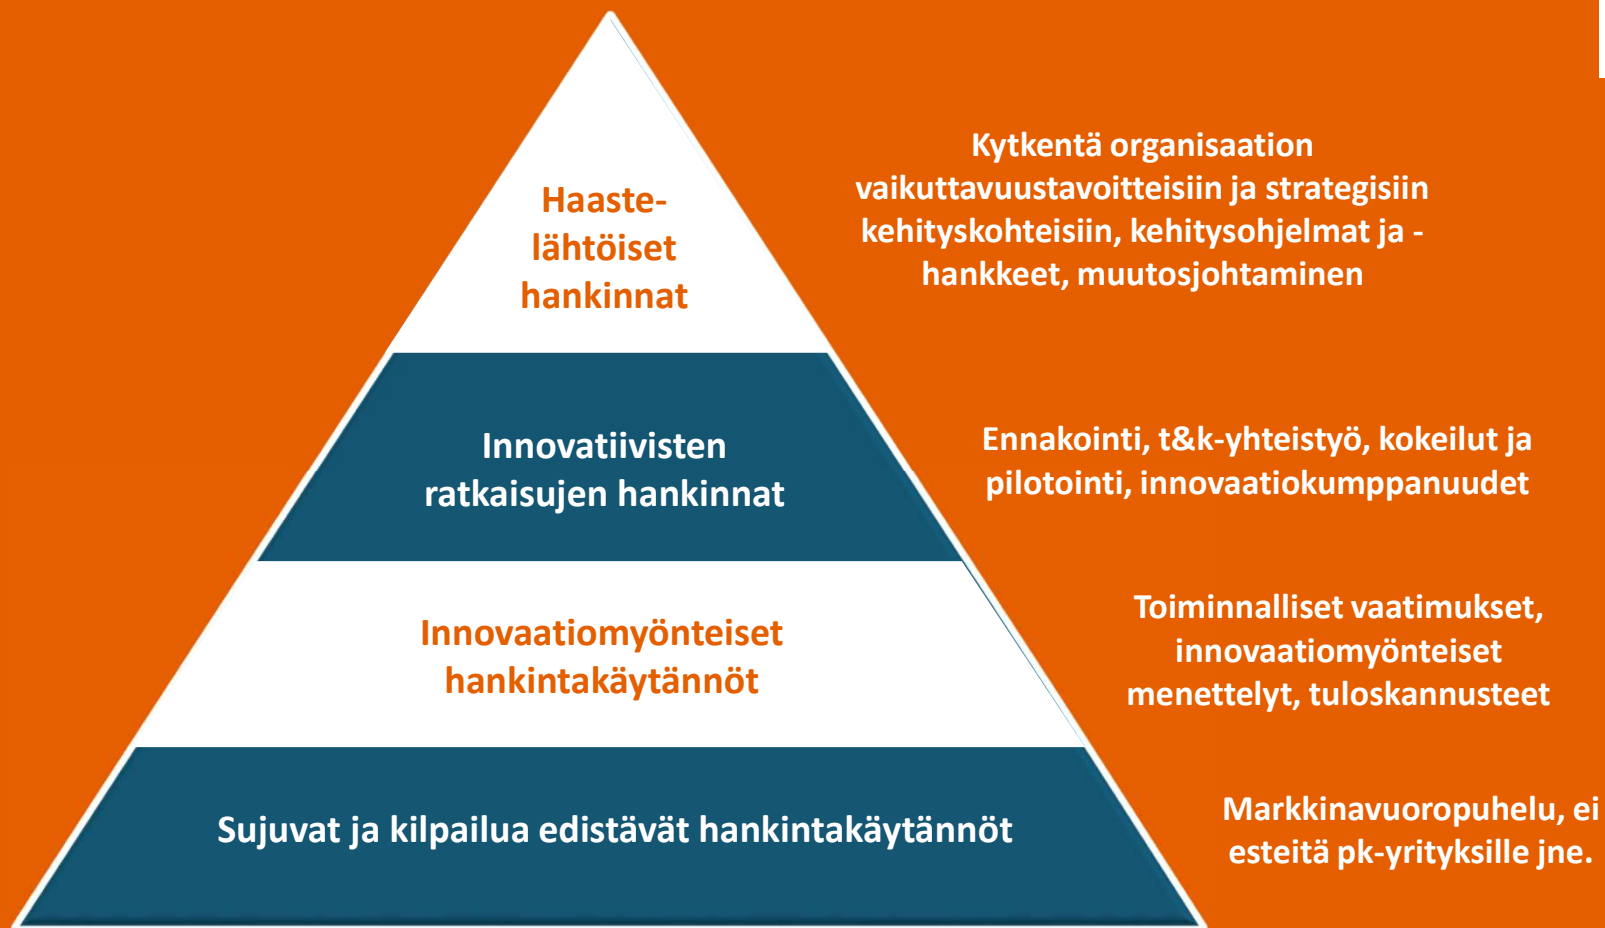 Haaste-
lähtöiset
hankinnat
Kytkentä organisaation
vaikuttavuustavoitteisiin ja strategisiin
kehityskohteisiin, kehitysohjelmat ja -
hankkeet, muutosjohtaminen
Innovatiivisten
ratkaisujen hankinnat
Ennakointi, t&k-yhteistyö, kokeilut ja
pilotointi, innovaatiokumppanuudet
Innovaatiomyönteiset
hankintakäytännöt
Toiminnalliset vaatimukset,
innovaatiomyönteiset
menettelyt, tuloskannusteet
Sujuvat ja kilpailua edistävät hankintakäytännöt
Markkinavuoropuhelu, ei
esteitä pk-yrityksille jne.